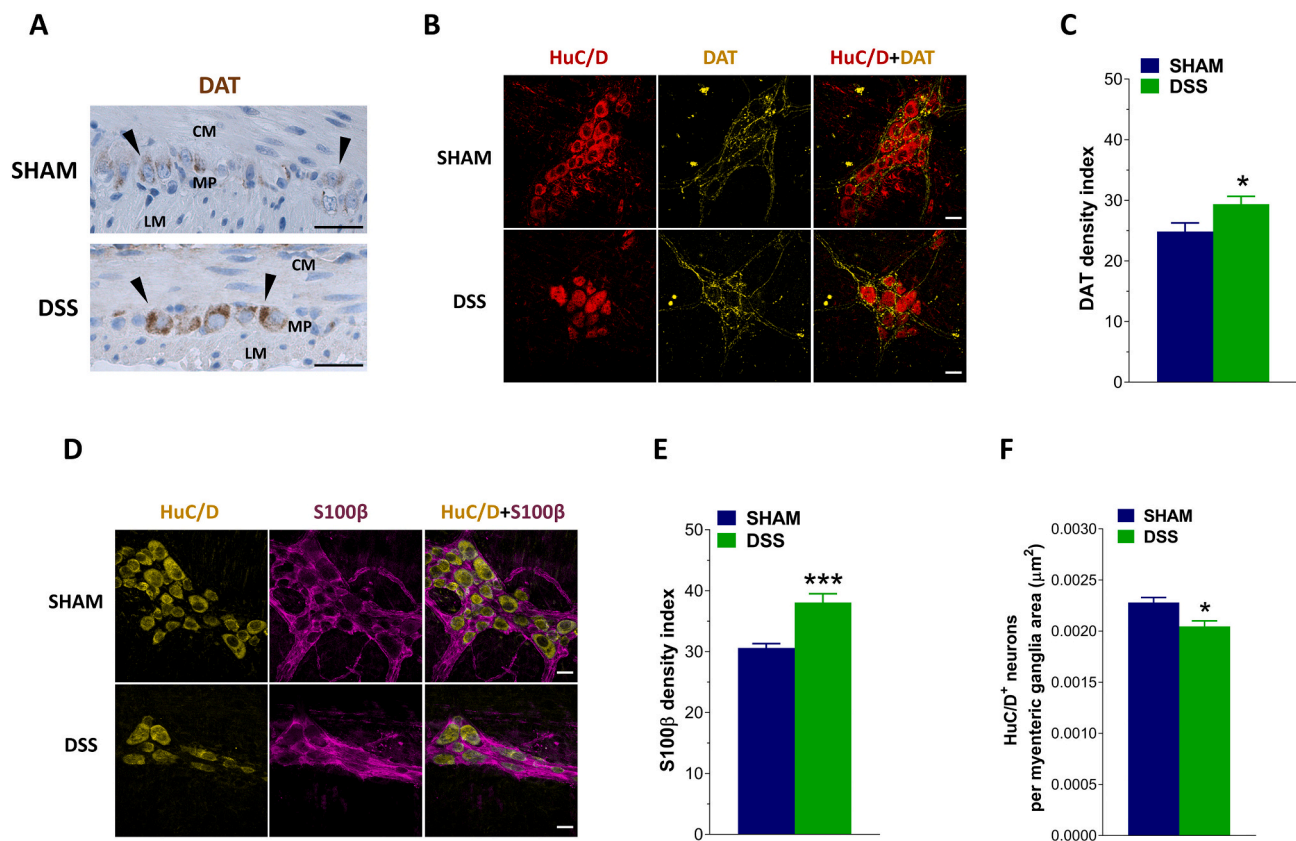 A
DAT
SHAM
CM
MP
LM
DSS
CM
MP
LM
B
HuC/D DAT HuC/D+DAT
SHAM
DSS
C
SHAM
DSS
DAT density index
50
40
30
20
10
0
*
D
HuC/D S100β HuC/D+S100β
SHAM
DSS
E
SHAM
DSS
S100β density index
50
40
30
20
10
0
***
F
SHAM
DSS
HuC/D+ neurons
per myenteric ganglia area (μm2)
0.0030
0.0025
0.0020
0.0015
0.0010
0.0005
0.0000
*